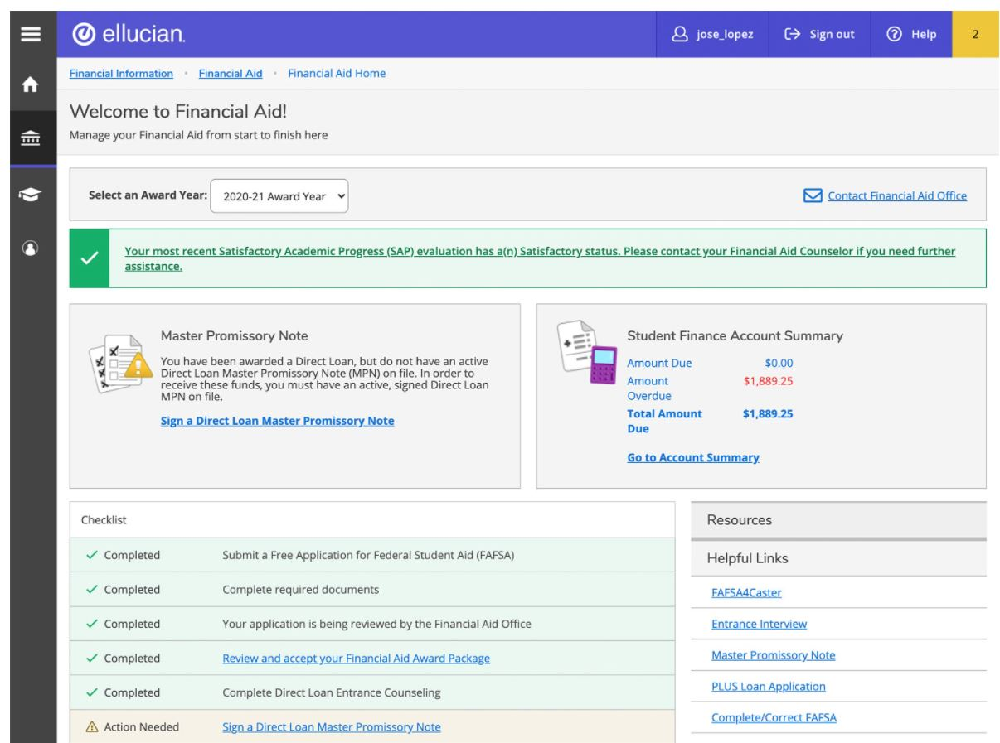 ellucian.
jose_lopez
Sign out
Help
2
Financial Information • Financial Aid • Financial Aid Home
Welcome to Financial Aid!
Manage your Financial Aid from start to finish here
Select an Award Year: 2020-21 Award Year
Contact Financial Aid Office
Your most recent Satisfactory Academic Progress (SAP) evaluation has a(n) Satisfactory status. Please contact your Financial Aid Counselor if you need further
assistance.
Master Promissory Note
You have been awarded a Direct Loan, but do not have an active
Direct Loan Master Promissory Note (MPN) on file. In order to
receive these funds, you must have an active, signed Direct Loan
MPN on file.
Sign a Direct Loan Master Promissory Note
Student Finance Account Summary
Amount Due $0.00
Amount $1,889.25
Overdue
Total Amount $1,889.25
Due
Go to Account Summary
Checklist
Completed Submit a Free Application for Federal Student Aid (FAFSA)
Completed Complete required documents
Completed Your application is being reviewed by the Financial Aid Office
Completed Review and accept your Financial Aid Award Package
Completed Complete Direct Loan Entrance Counseling
Action Needed Sign a Direct Loan Master Promissory Note
Resources
Helpful Links
FAFSA4Caster
Entrance Interview
Master Promissory Note
PLUS Loan Application
Complete/Correct FAFSA